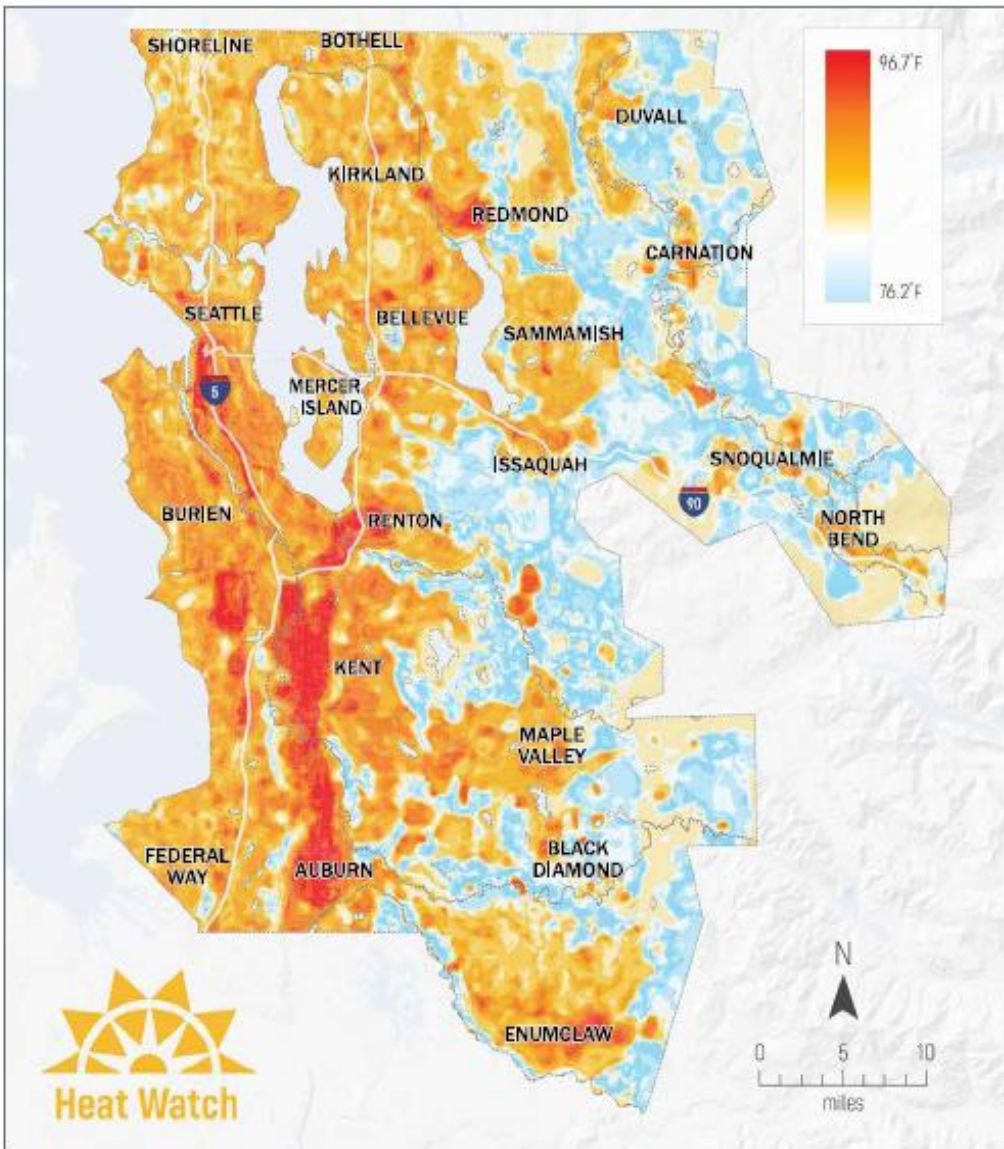 SHORELINE
BOTHELL
96.7°F
DUVALL
KIRKLAND
REDMOND
CARNATION
76.2°F
SEATTLE
BELLEVUE
SAMMAMISH
5
MERCER
ISLAND
ISSAQUAH
SNOQUALMIE
90
BURIEN
RENTON
NORTH
BEND
KENT
MAPLE
VALLEY
FEDERAL
WAY
AUBURN
BLACK
DIAMOND
N
ENUMCLAW
0 5 10
miles
Heat Watch